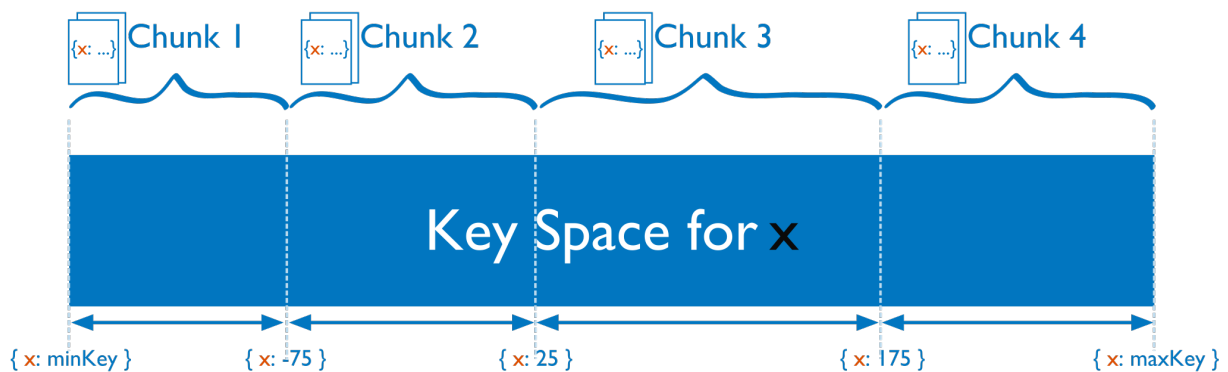 {x: ...} Chunk 1
{x: ...} Chunk 2
{x: ...} Chunk 3
{x: ...} Chunk 4
Key Space for x
{ x: minKey }
{ x: -75 }
{ x: 25 }
{ x: 175 }
{ x: maxKey }